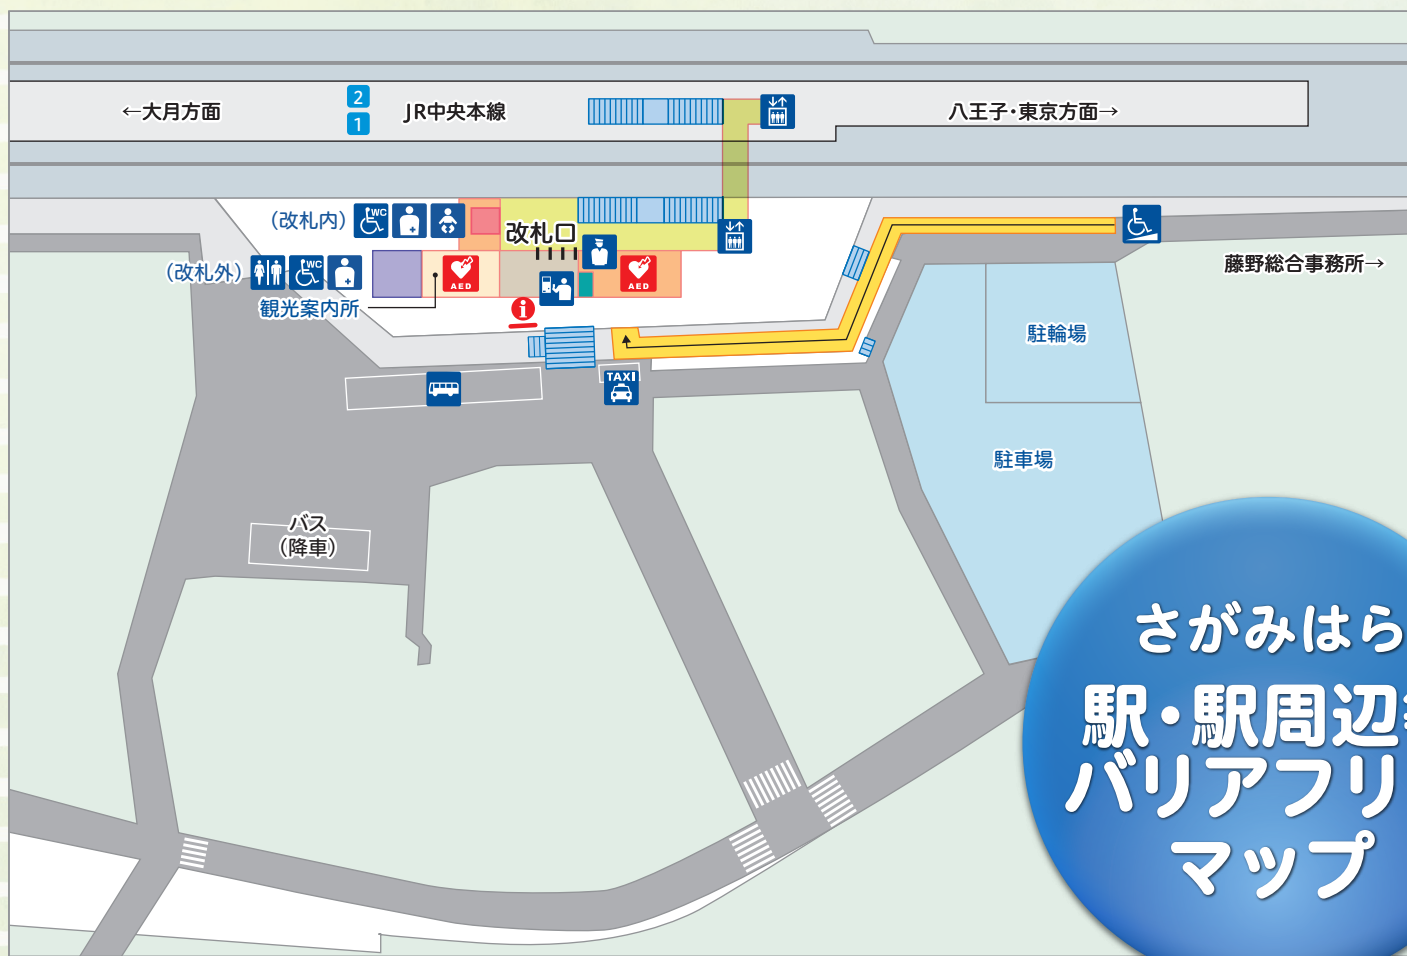 ←大月方面
2
1
JR中央本線
八王子・東京方面→
(改札内)
WC
改札口
(改札外)
WC
AED
AED
観光案内所
i
藤野総合事務所→
駐輪場
TAXI
駐車場
バス
(降車)
さがみはら
駅・駅周辺
バリアフリ
マップ